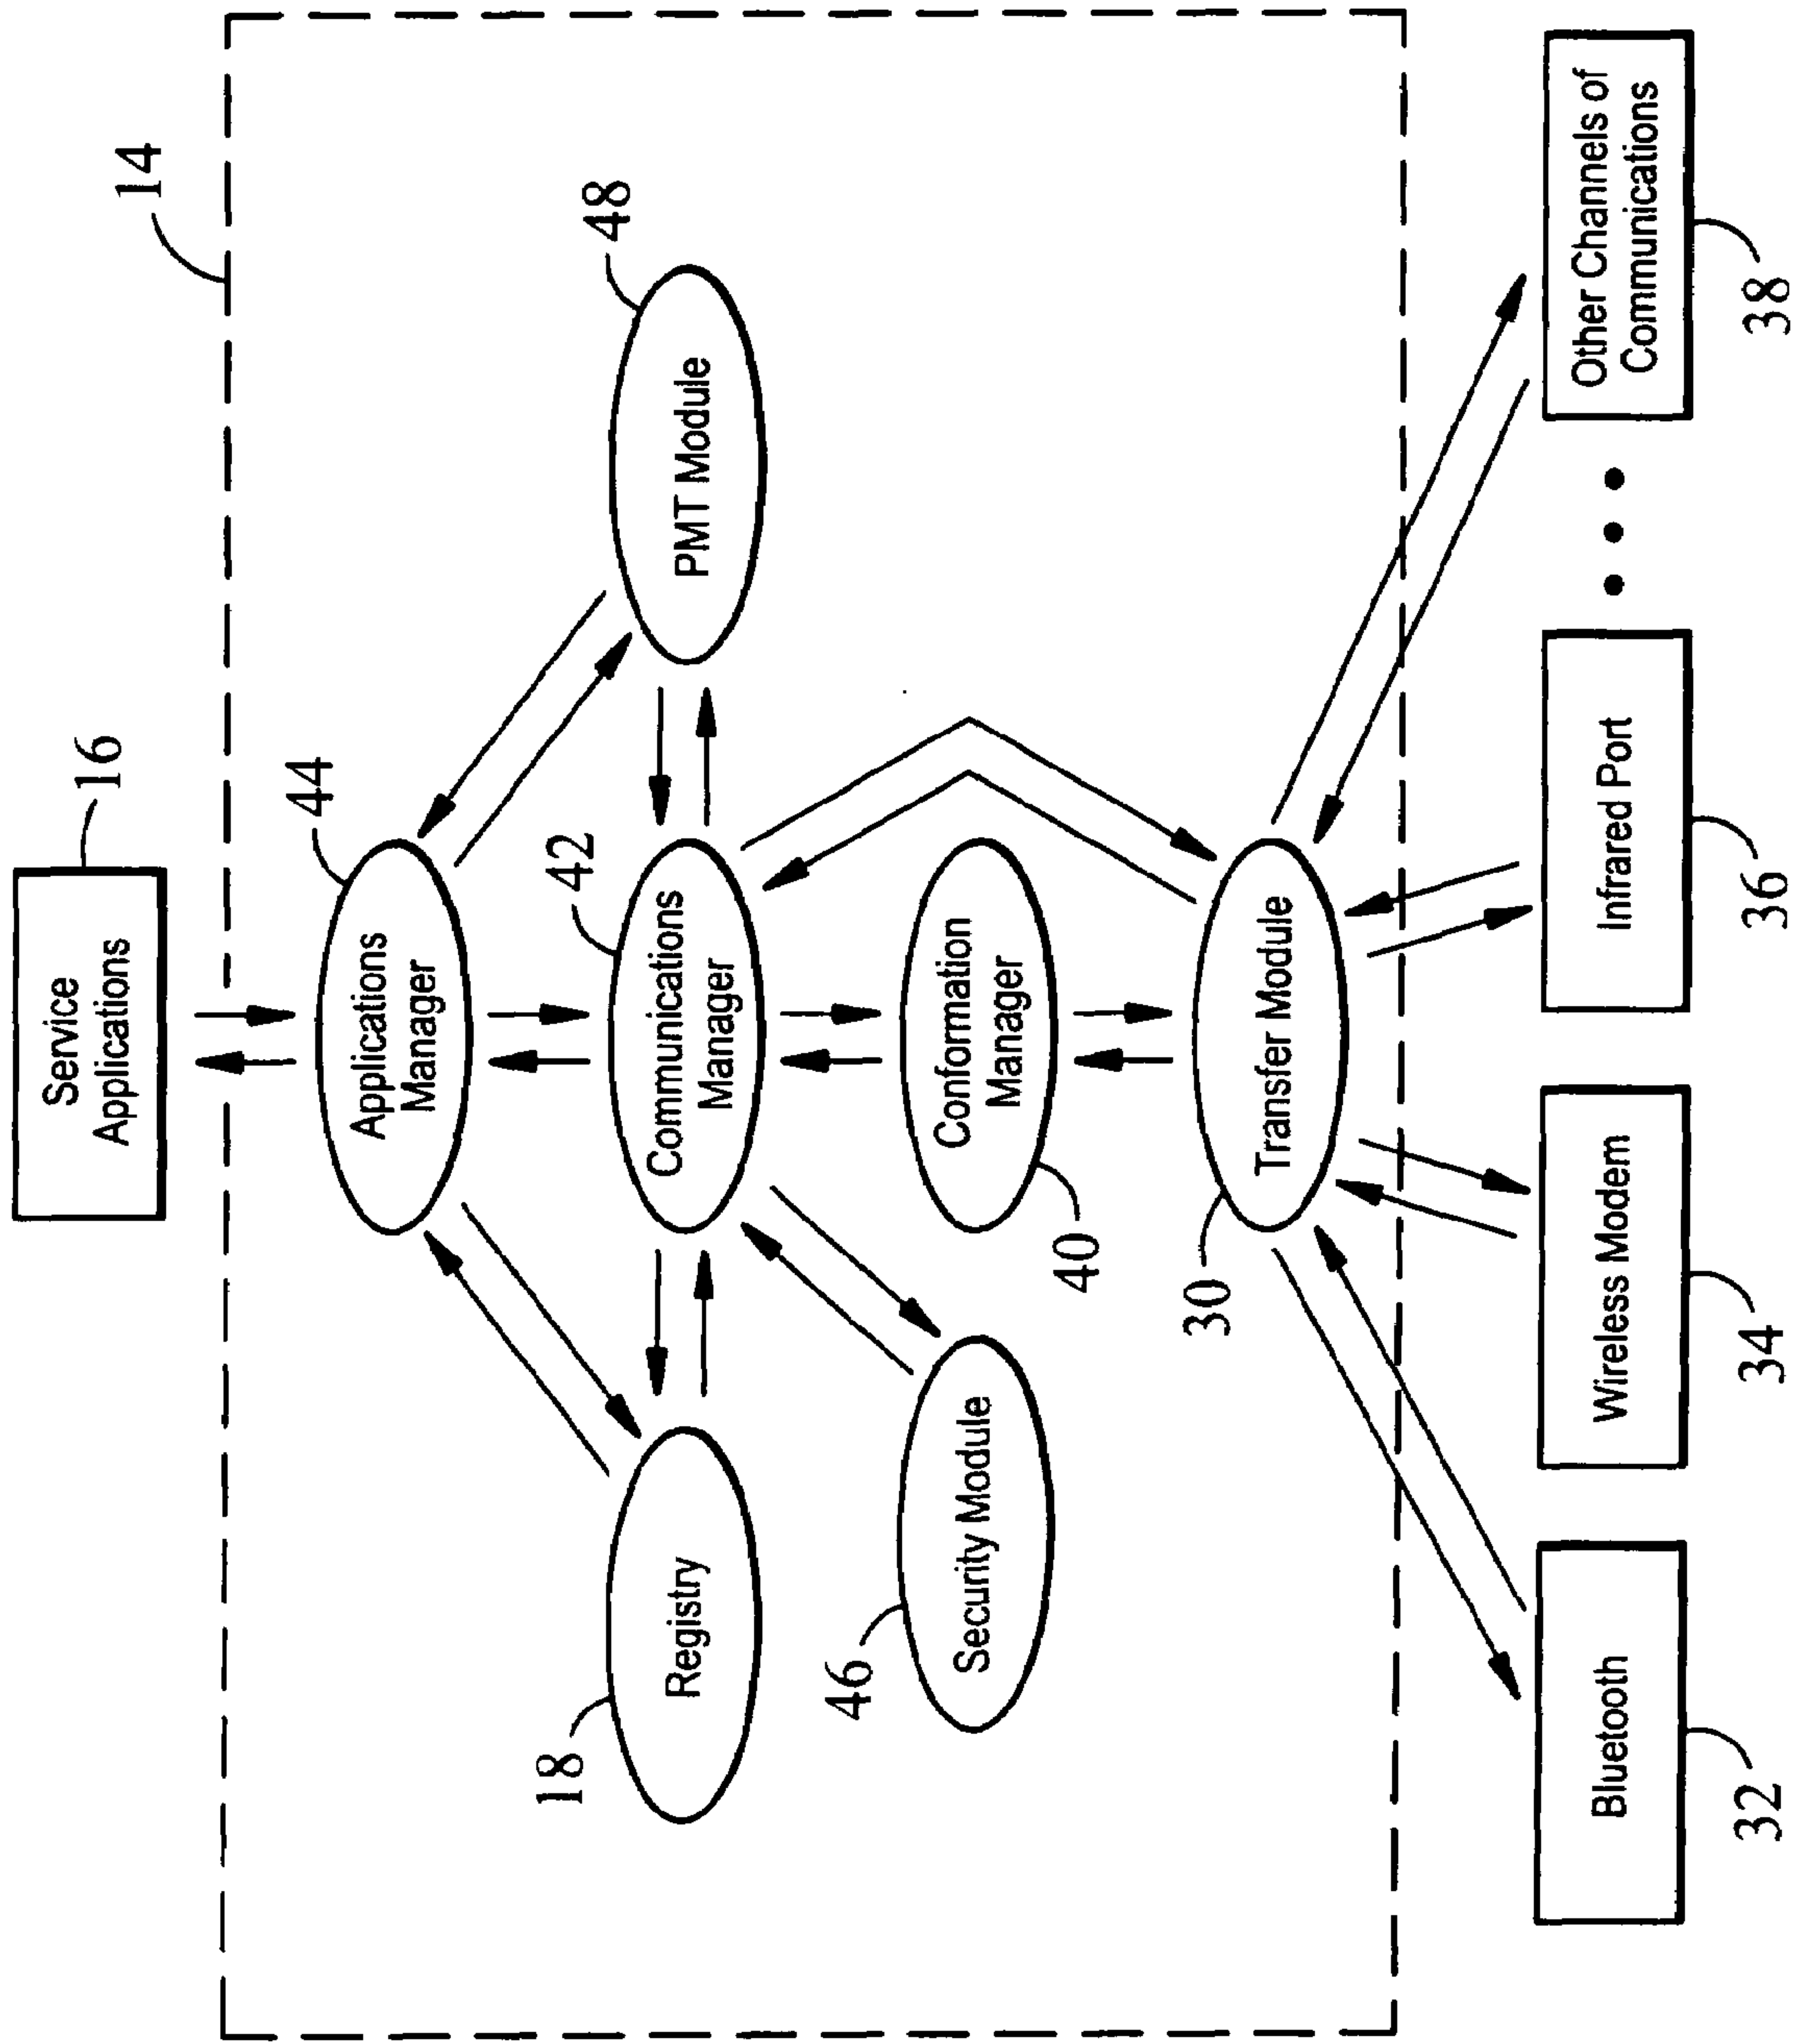 Service
Applications
16
14
44
Applications
Manager
42
Communications
Manager
48
PMT Module
18
Registry
46
Security Module
40
Conformation
Manager
30
Transfer Module
32
Bluetooth
34
Wireless Modem
36
Infrared Port
38
Other Channels of
Communications